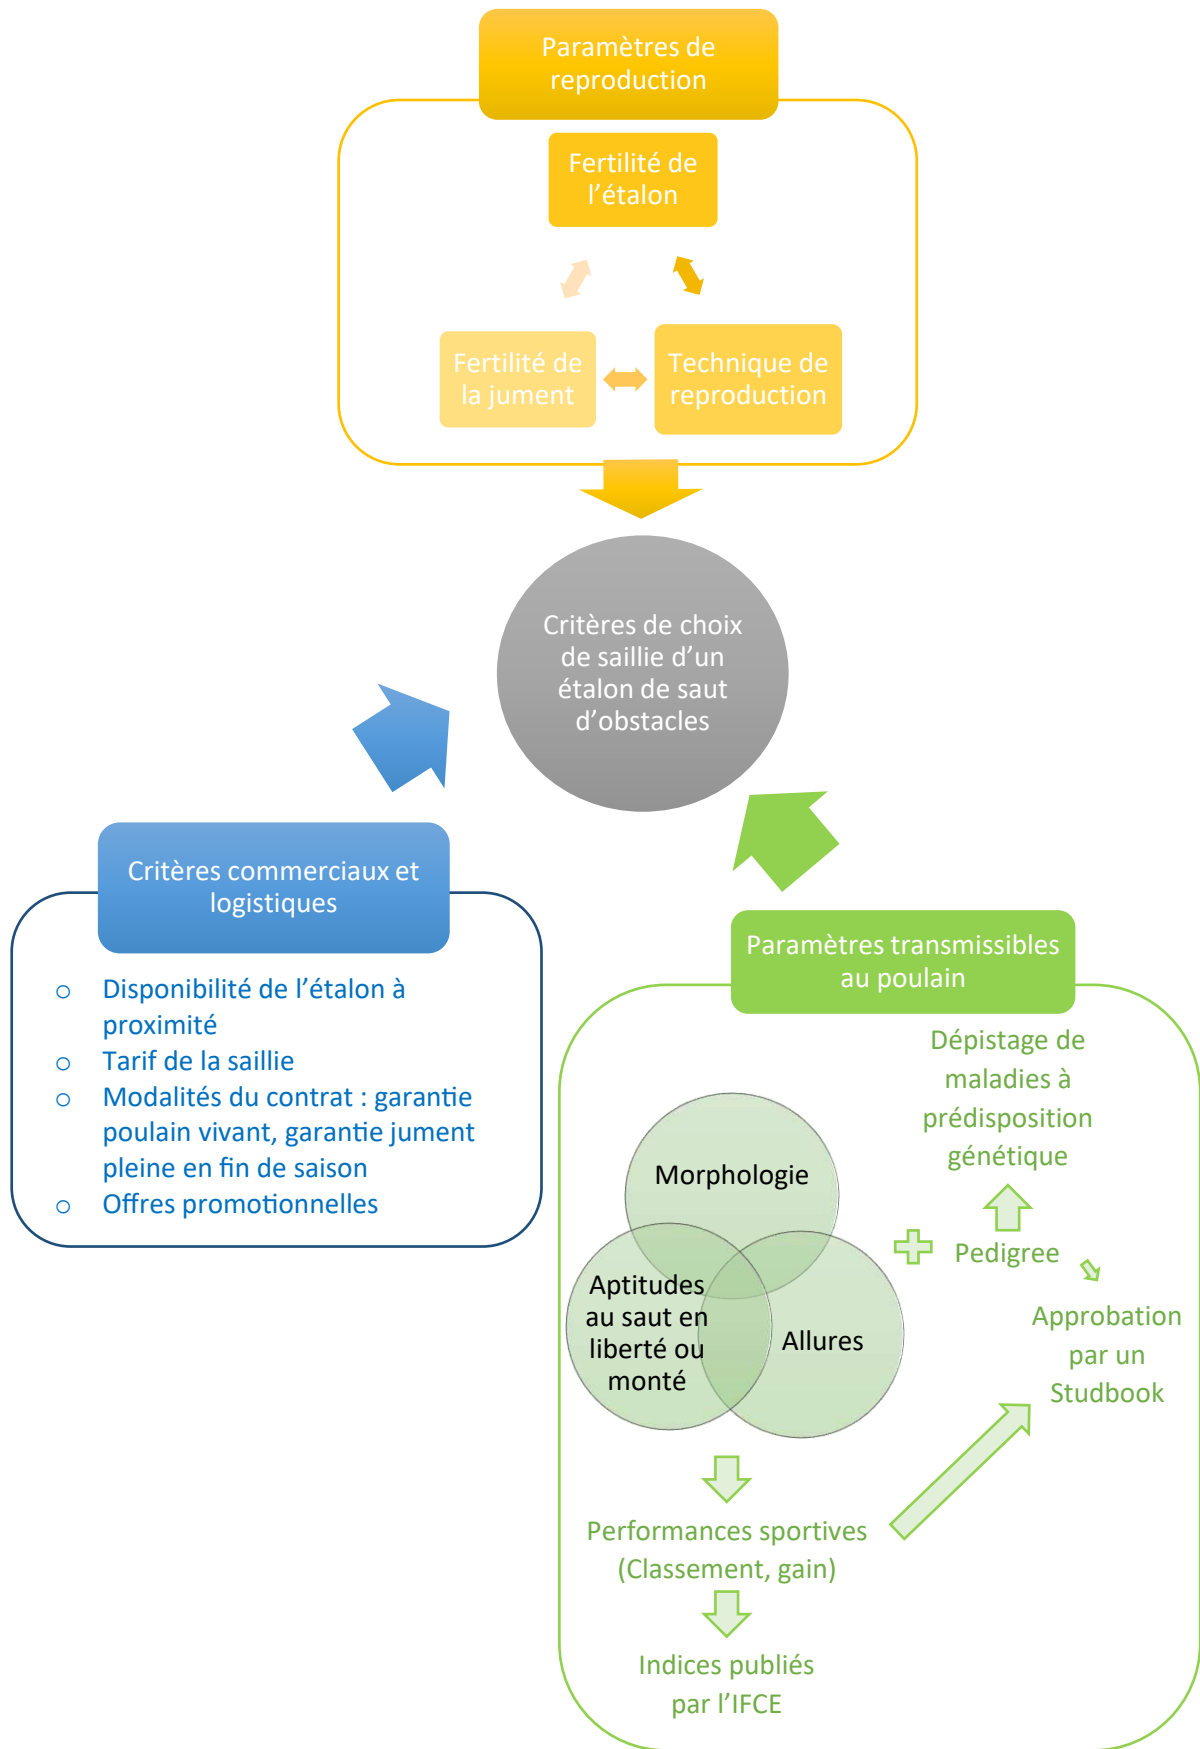 Paramètres de
reproduction
Fertilité de
l’étalon
Fertilité de
la jument
Technique de
reproduction
Critères de choix
de saillie d’un
étalon de saut
d’obstacles
Critères commerciaux et
logistiques
o Disponibilité de l’étalon à
proximité
o Tarif de la saillie
o Modalités du contrat : garantie
poulain vivant, garantie jument
pleine en fin de saison
o Offres promotionnelles
Paramètres transmissibles
au poulain
Dépistage de
maladies à
prédisposition
génétique
Morphologie
Pedigree
Aptitudes
au saut en
liberté ou
monté
Allures
Approbation
par un
Studbook
Performances sportives
(Classement, gain)
Indices publiés
par l’IFCE